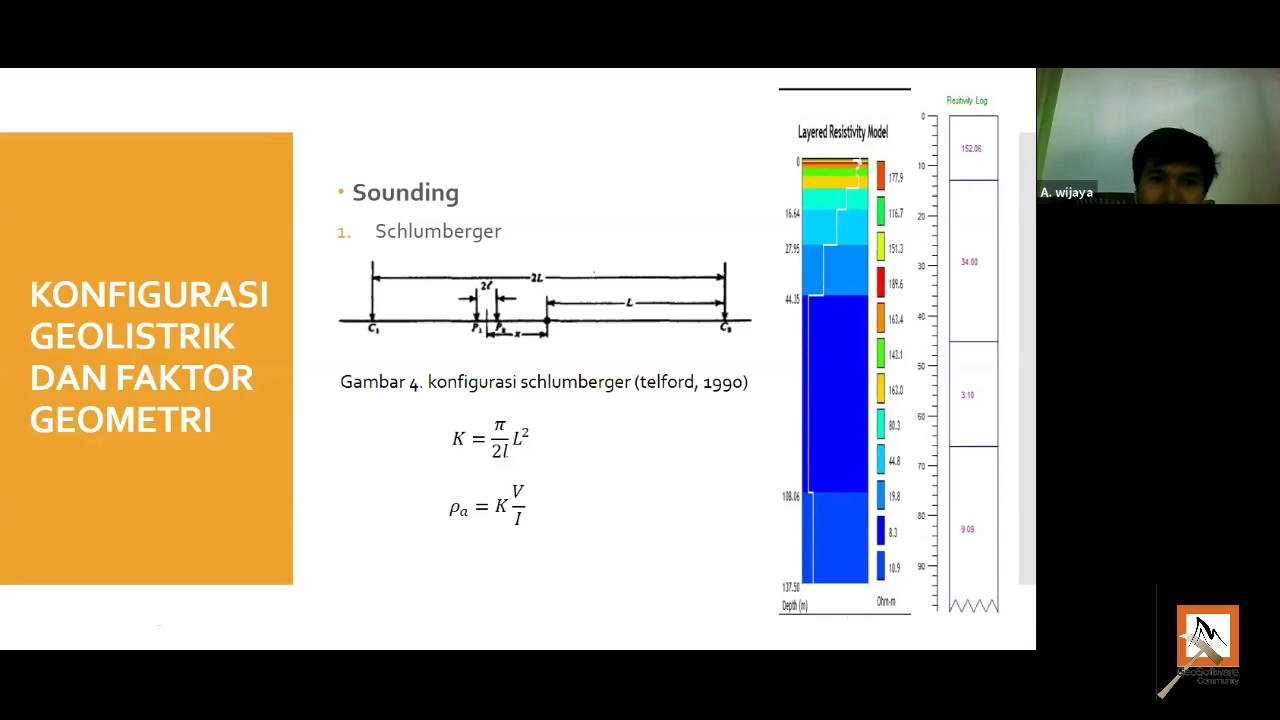 KONFIGURASI
GEOLISTRIK
DAN FAKTOR
GEOMETRI
• Sounding
1. Schlumberger
2L
2l
L
C₁ P₁ P₂ x C₂
Gambar 4. konfigurasi schlumberger (telford, 1990)
K = π/2l L²
ρa = K V/I
Layered Resistivity Model
0
16.64
27.95
44.35
108.06
137.50
Depth (m)
177.9
116.7
151.3
189.6
163.4
143.1
163.0
80.3
44.8
19.8
8.3
10.9
Ohm-m
Resitivity Log
0
10
20
30
40
50
60
70
80
90
152.06
34.00
3.10
9.09
A. wijaya
GeoSoftware
Community